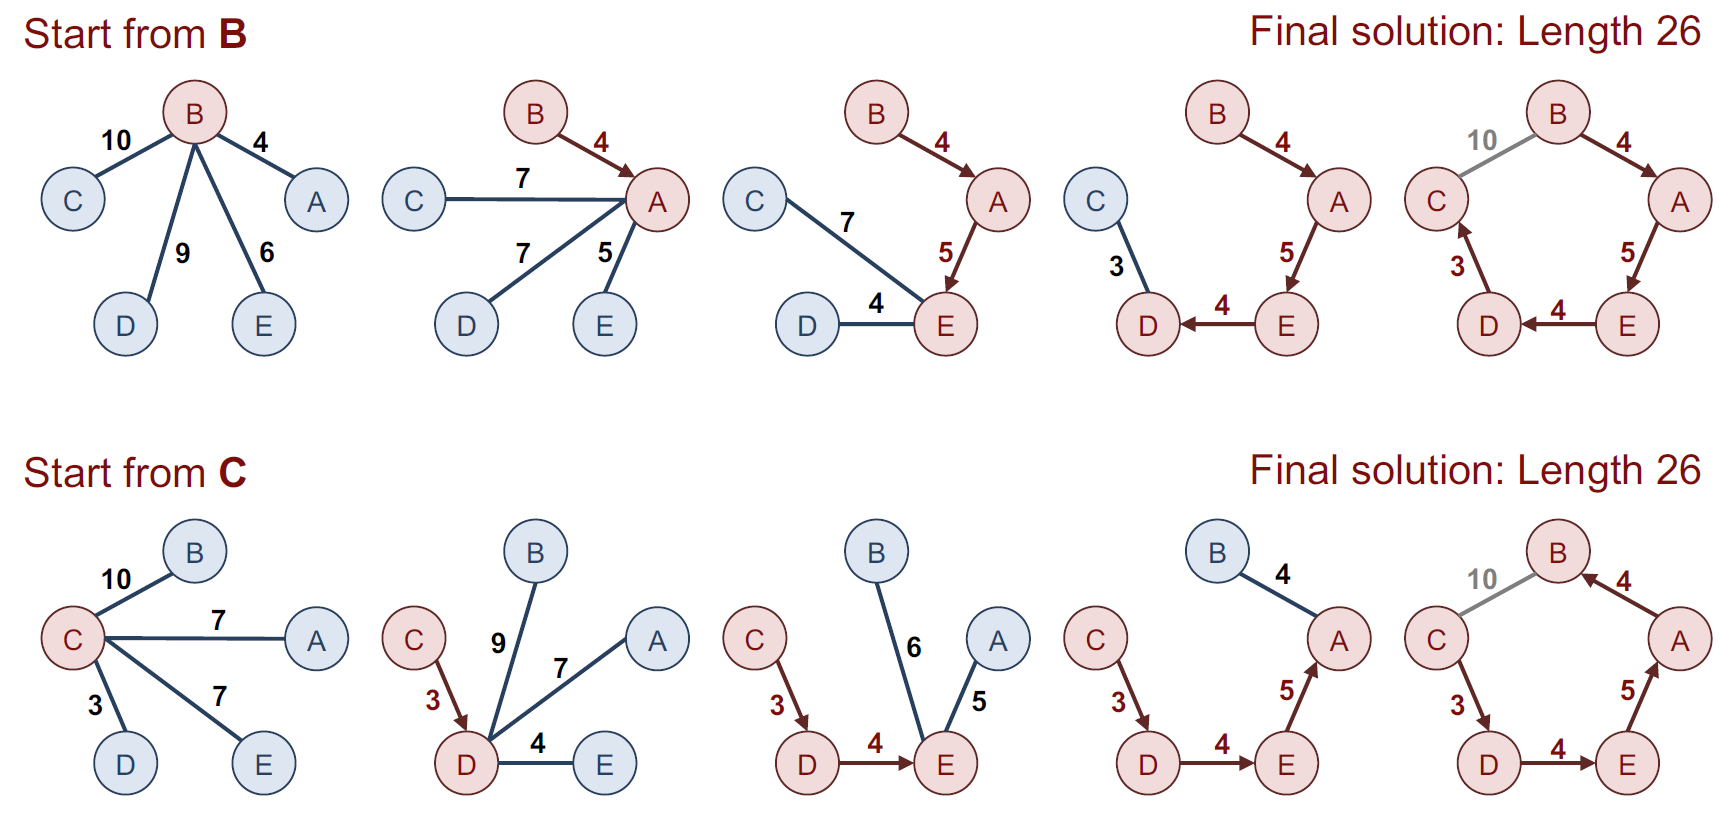 Start from B
Final solution: Length 26
B B B B B
10 4 4 4 4 10 4
C A C 7 A C A C A C A
9 6 7 5 7 5 3 5 3 5
4 4 4
D E D E D E D E D E
Start from C
Final solution: Length 26
B B B B B
10 4 10 4
C 7 A C A C A C A C A
9 7 6
3 7 3 3 5 3 5 3 5
4 4 4 4
D E D E D E D E D E